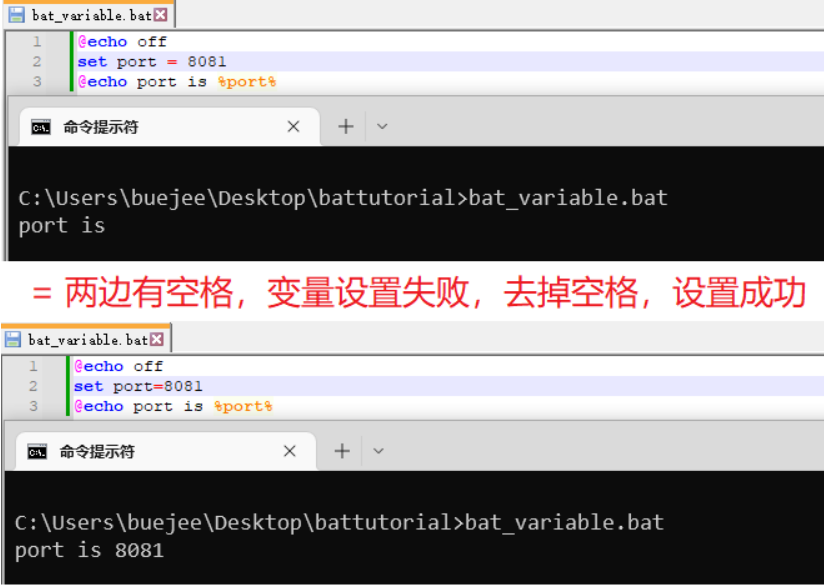 bat_variable.bat
1 @echo off
2 set port = 8081
3 @echo port is %port%
命令提示符
C:\Users\buejee\Desktop\battutorial>bat_variable.bat
port is
= 两边有空格，变量设置失败，去掉空格，设置成功
bat_variable.bat
1 @echo off
2 set port=8081
3 @echo port is %port%
命令提示符
C:\Users\buejee\Desktop\battutorial>bat_variable.bat
port is 8081